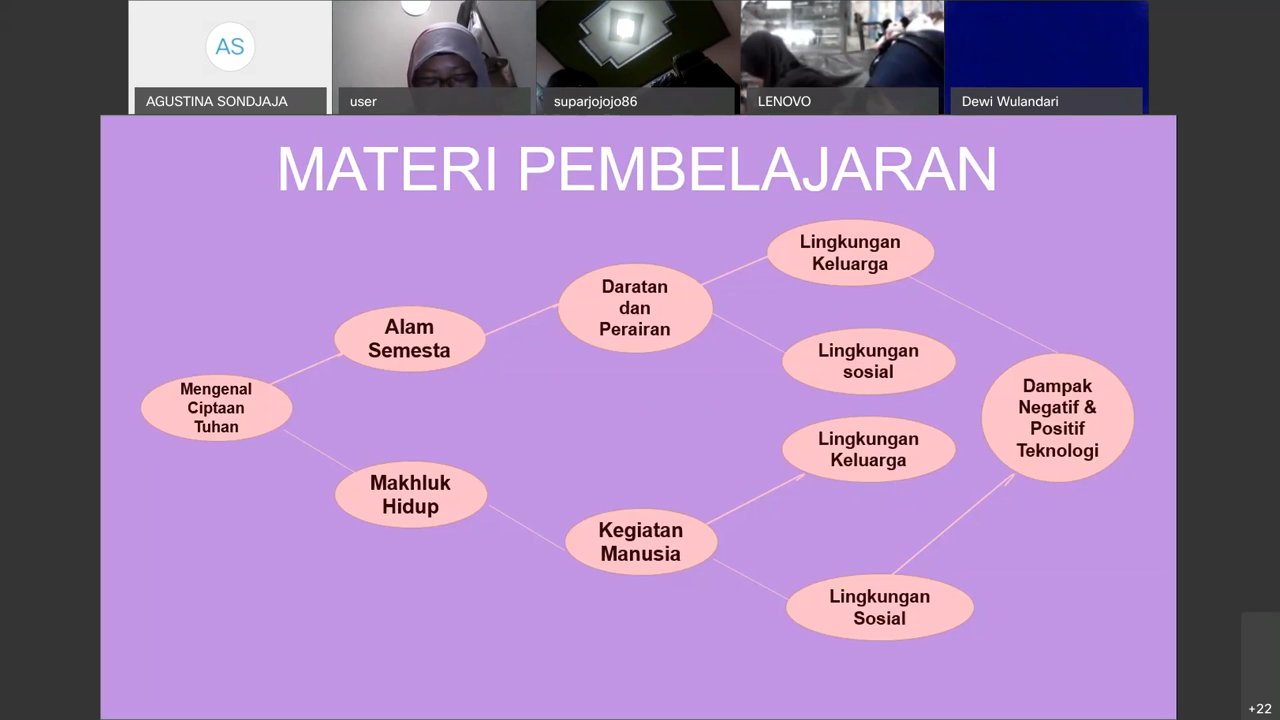 AS
AGUSTINA SONDJAJA
user
suparjojojo86
LENOVO
Dewi Wulandari
MATERI PEMBELAJARAN
Mengenal
Ciptaan
Tuhan
Alam
Semesta
Makhluk
Hidup
Daratan
dan
Perairan
Kegiatan
Manusia
Lingkungan
Keluarga
Lingkungan
sosial
Lingkungan
Keluarga
Lingkungan
Sosial
Dampak
Negatif &
Positif
Teknologi
+22